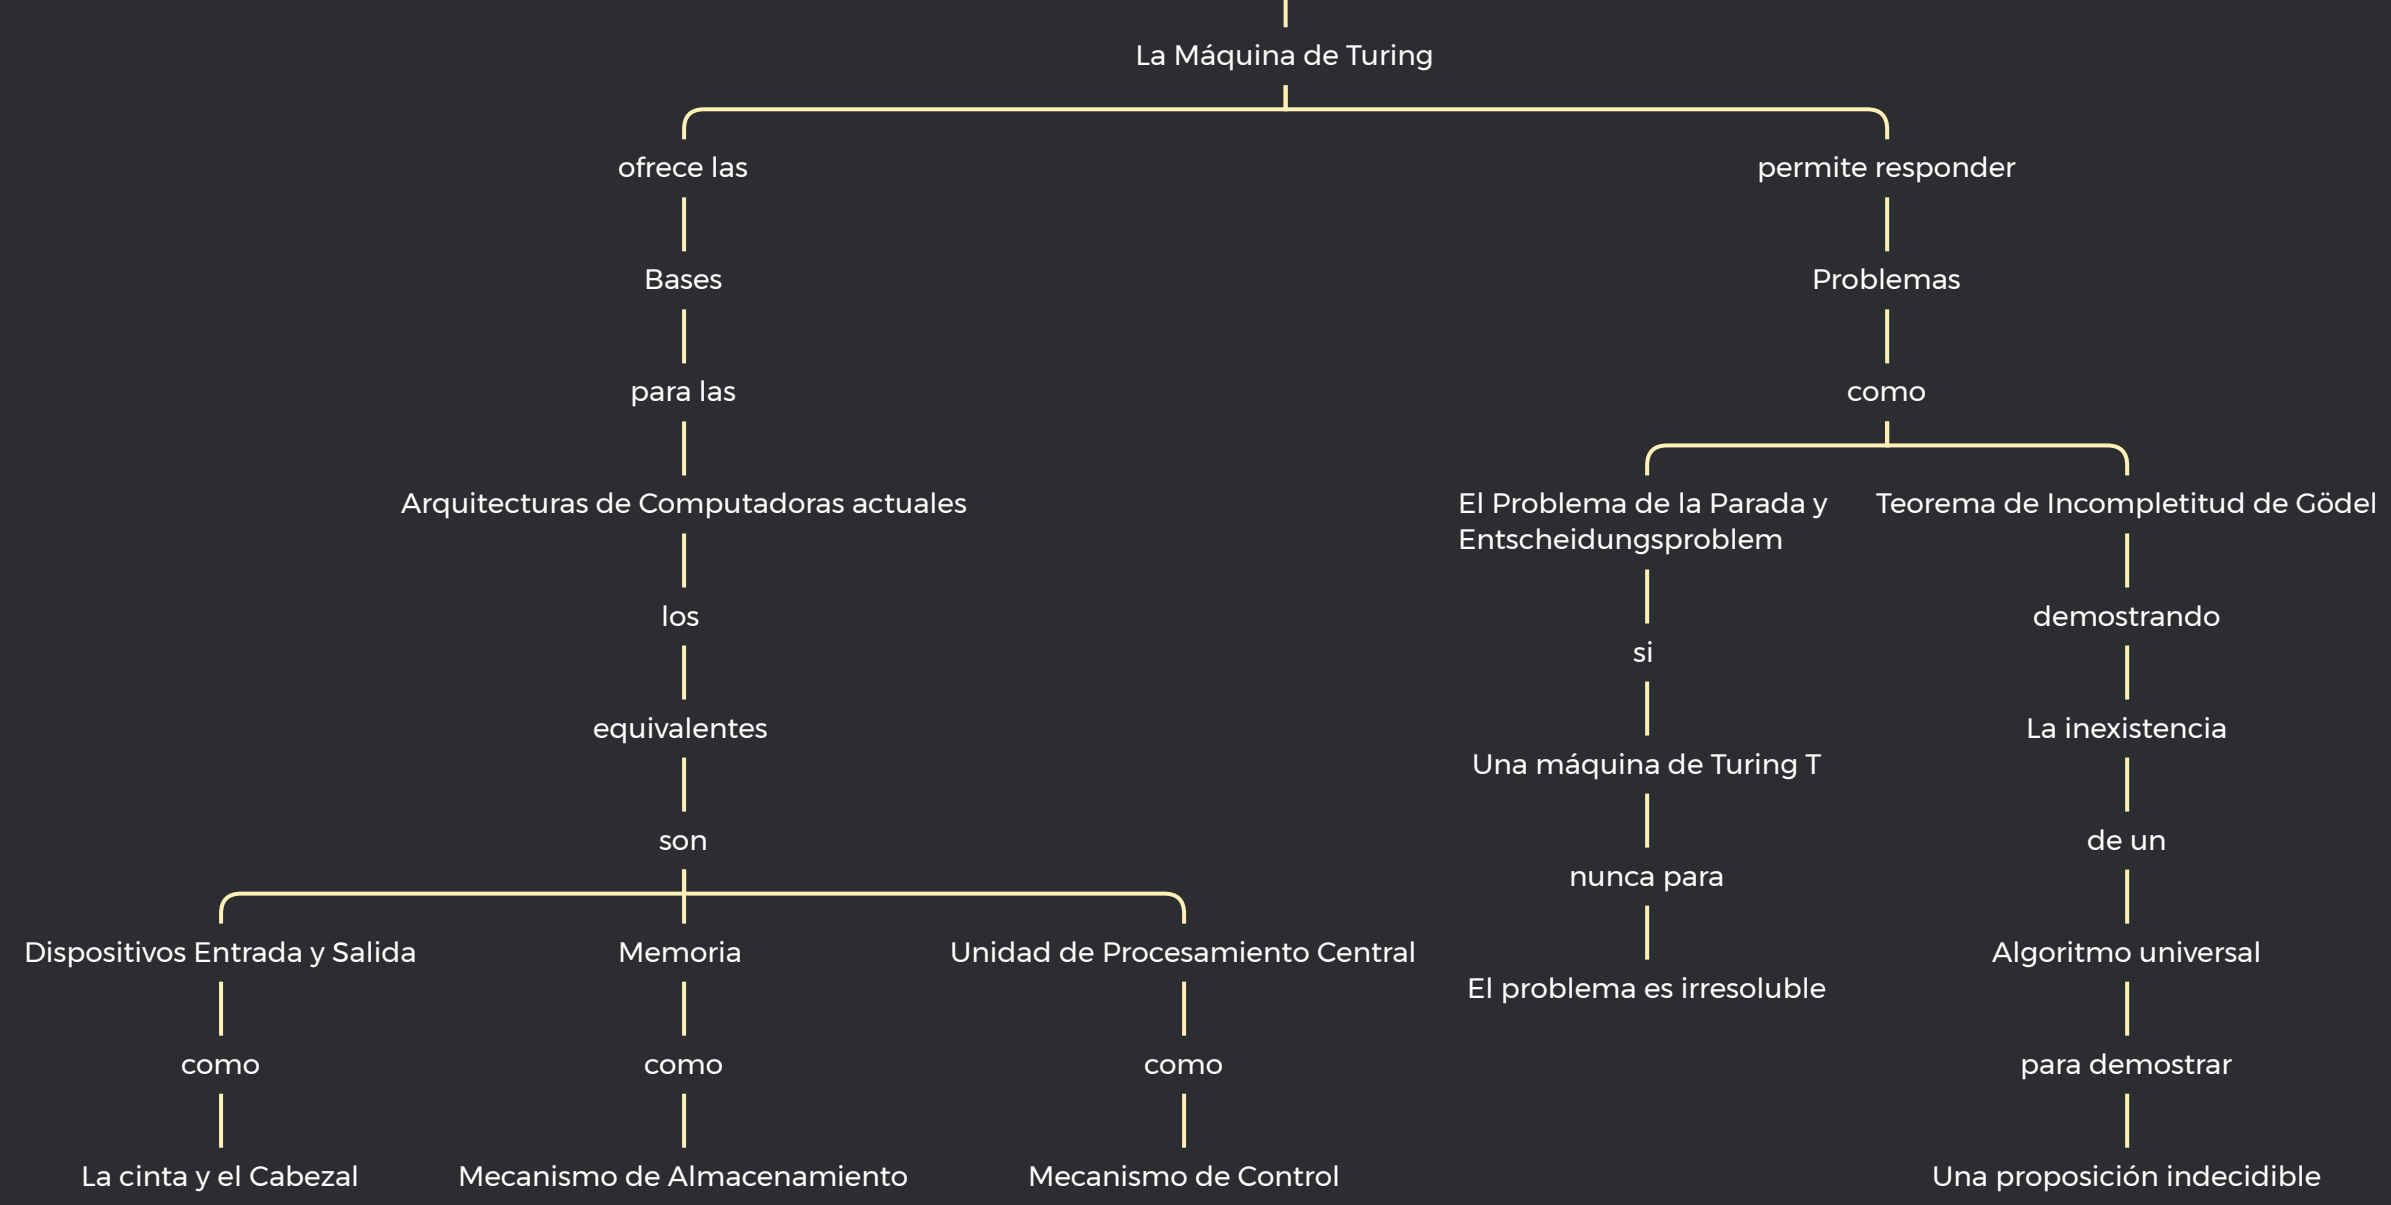 La Máquina de Turing
ofrece las
permite responder
Bases
Problemas
para las
como
Arquitecturas de Computadoras actuales
El Problema de la Parada y
Entscheidungsproblem
Teorema de Incompletitud de Gödel
los
si
demostrando
equivalentes
Una máquina de Turing T
La inexistencia
son
nunca para
de un
Dispositivos Entrada y Salida
Memoria
Unidad de Procesamiento Central
El problema es irresoluble
Algoritmo universal
como
como
como
para demostrar
La cinta y el Cabezal
Mecanismo de Almacenamiento
Mecanismo de Control
Una proposición indecidible